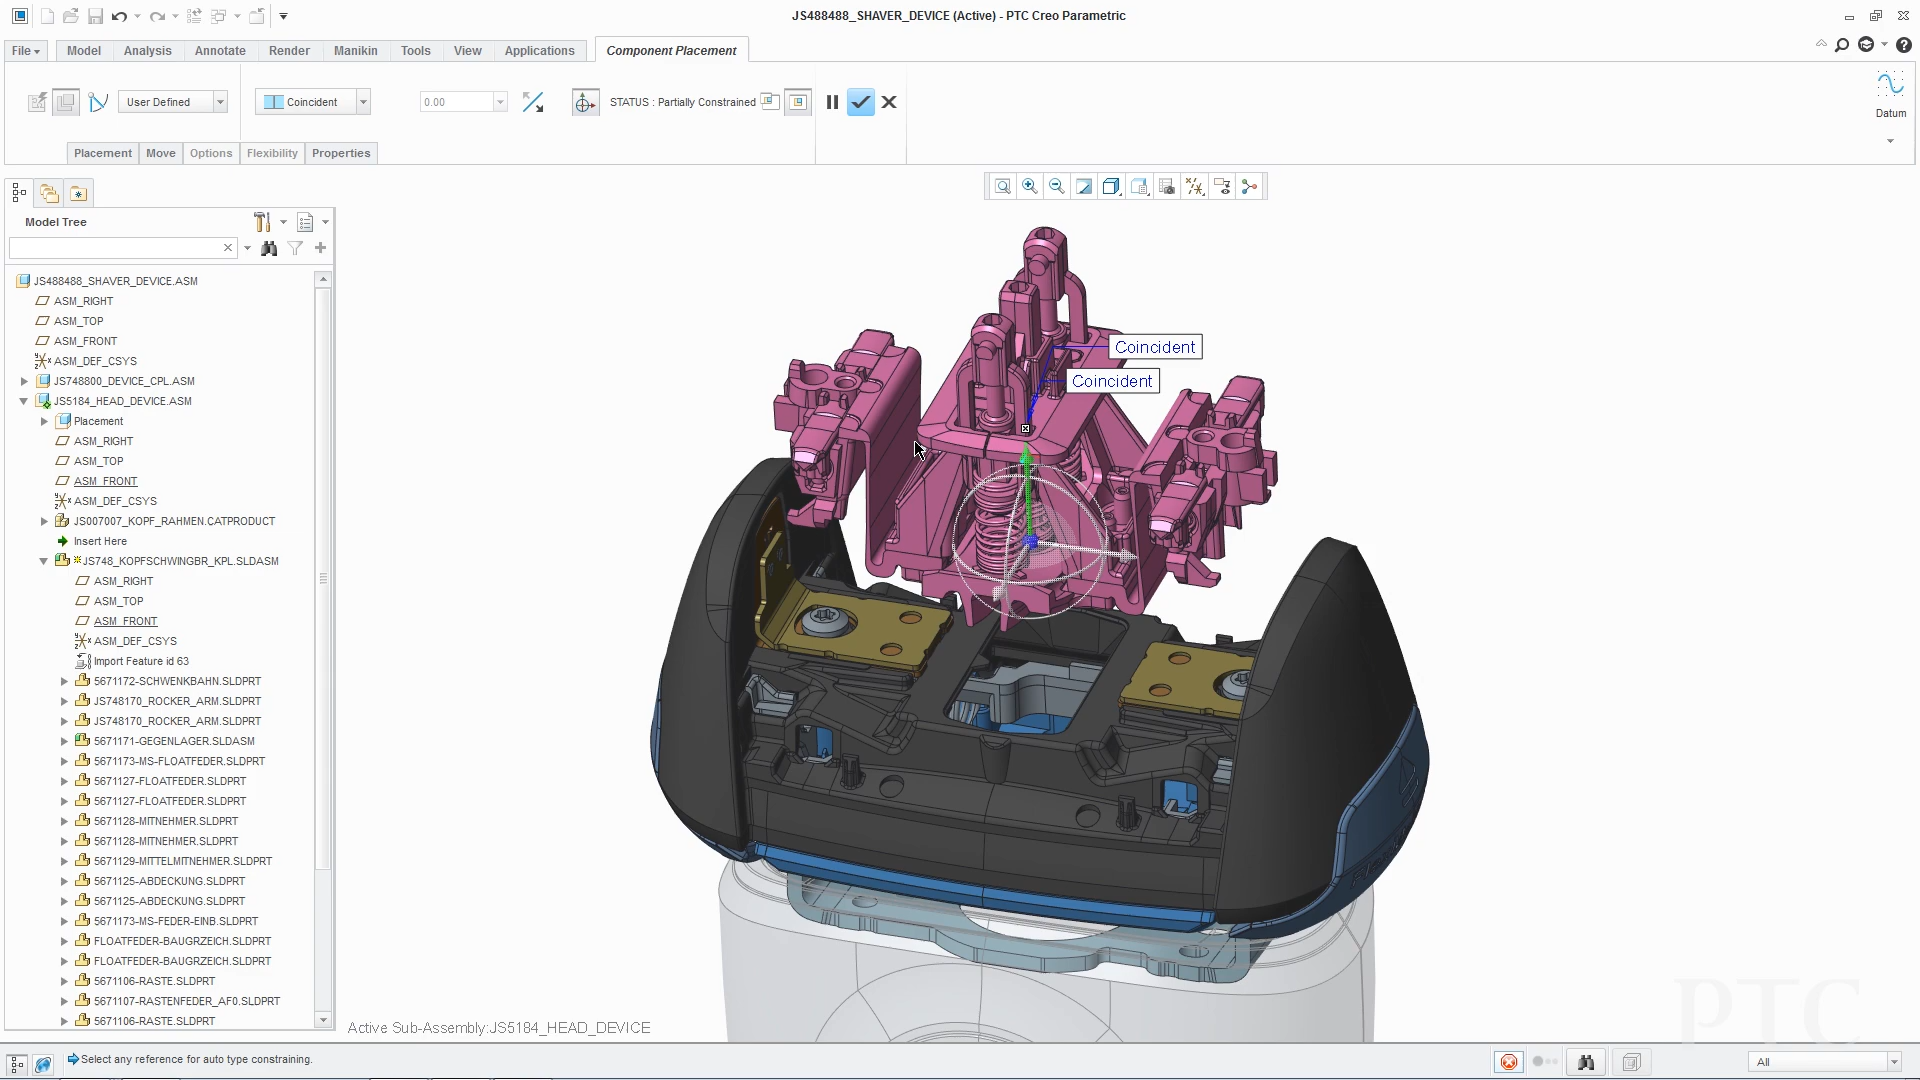 JS488488_SHAVER_DEVICE (Active) - PTC Creo Parametric
File Model Analysis Annotate Render Manikin Tools View Applications Component Placement
User Defined Coincident 0.00 STATUS : Partially Constrained
Datum
Placement Move Options Flexibility Properties
Model Tree
JS488488_SHAVER_DEVICE.ASM
ASM_RIGHT
ASM_TOP
ASM_FRONT
ASM_DEF_CSYS
JS748800_DEVICE_CPL.ASM
JS5184_HEAD_DEVICE.ASM
Placement
ASM_RIGHT
ASM_TOP
ASM_FRONT
ASM_DEF_CSYS
JS007007_KOPF_RAHMEN.CATPRODUCT
Insert Here
JS748_KOPFSCHWINGBR_KPL.SLDASM
ASM_RIGHT
ASM_TOP
ASM_FRONT
ASM_DEF_CSYS
Import Feature id 63
5671172-SCHWENKBAHN.SLDPRT
JS748170_ROCKER_ARM.SLDPRT
JS748170_ROCKER_ARM.SLDPRT
5671171-GEGENLAGER.SLDASM
5671173-MS-FLOATFEDER.SLDPRT
5671127-FLOATFEDER.SLDPRT
5671127-FLOATFEDER.SLDPRT
5671128-MITNEHMER.SLDPRT
5671128-MITNEHMER.SLDPRT
5671129-MITTELMITNEHMER.SLDPRT
5671125-ABDECKUNG.SLDPRT
5671125-ABDECKUNG.SLDPRT
5671173-MS-FEDER-EINB.SLDPRT
FLOATFEDER-BAUGRZEICH.SLDPRT
FLOATFEDER-BAUGRZEICH.SLDPRT
5671106-RASTE.SLDPRT
5671107-RASTENFEDER_AF0.SLDPRT
5671106-RASTE.SLDPRT
Coincident
Coincident
PTC
Active Sub-Assembly:JS5184_HEAD_DEVICE
Select any reference for auto type constraining.
All